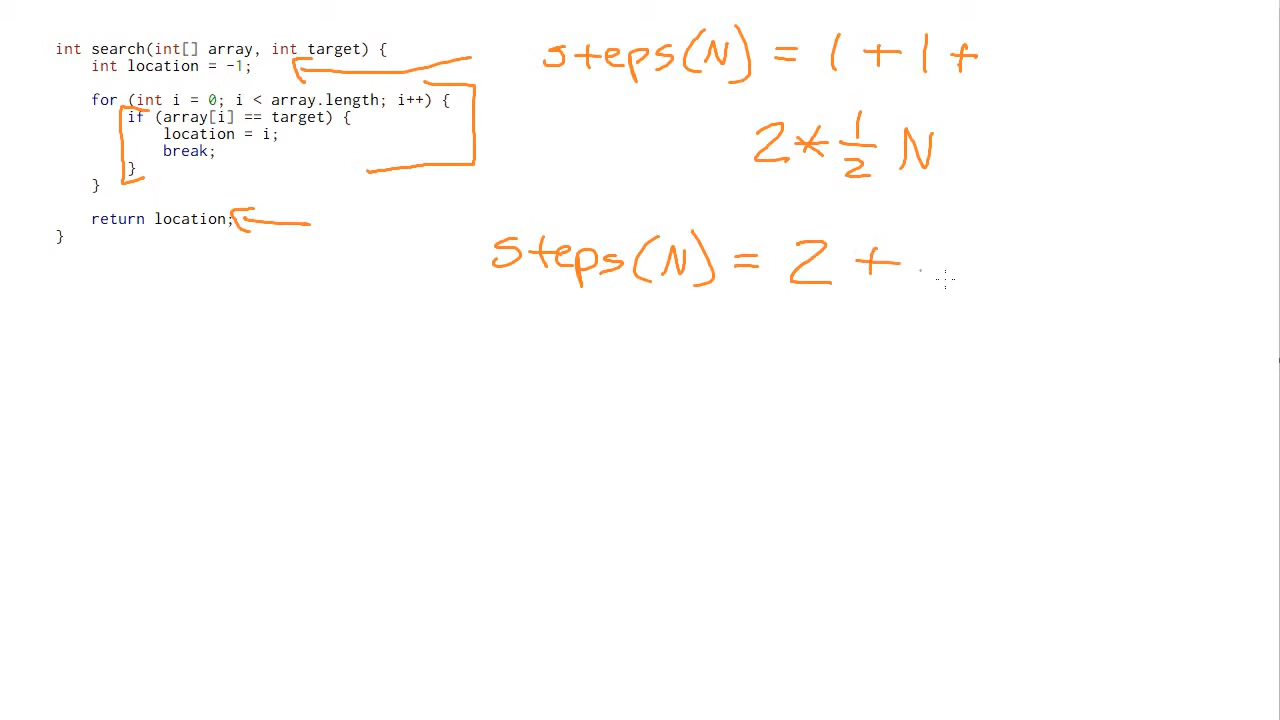 int search(int[] array, int target) {
int location = -1;
for (int i = 0; i < array.length; i++) {
if (array[i] == target) {
location = i;
break;
}
}
return location;
}
steps(N) = 1 + 1 +
2 * 1/2 N
steps(N) = 2 +